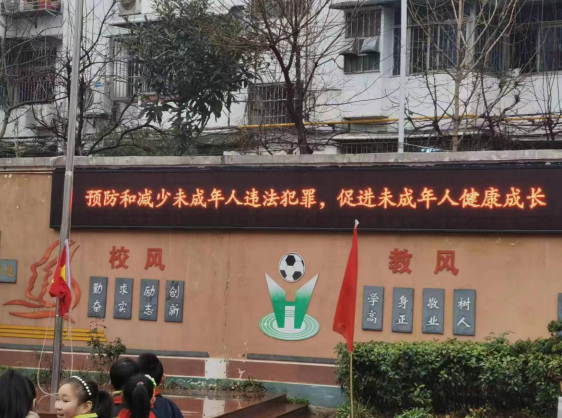 预防和减少未成年人违法犯罪，促进未成年人健康成长
校风
勤奋 求实 励志 创新
教风
学高 身正 敬业 树人